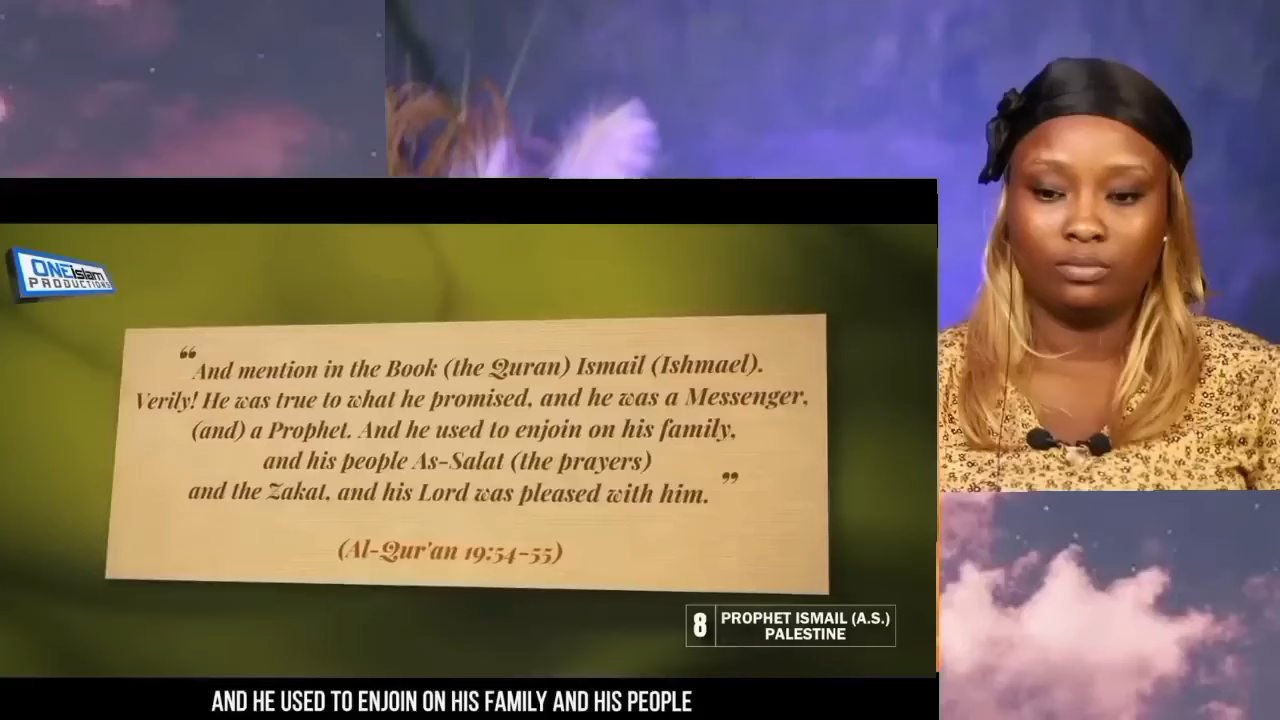 ONEislam
PRODUCTIONS
“And mention in the Book (the Quran) Ismail (Ishmael).
Verily! He was true to what he promised, and he was a Messenger,
(and) a Prophet. And he used to enjoin on his family,
and his people As-Salat (the prayers)
and the Zakat, and his Lord was pleased with him.”
(Al-Qur'an 19:54-55)
8
PROPHET ISMAIL (A.S.)
PALESTINE
AND HE USED TO ENJOIN ON HIS FAMILY AND HIS PEOPLE